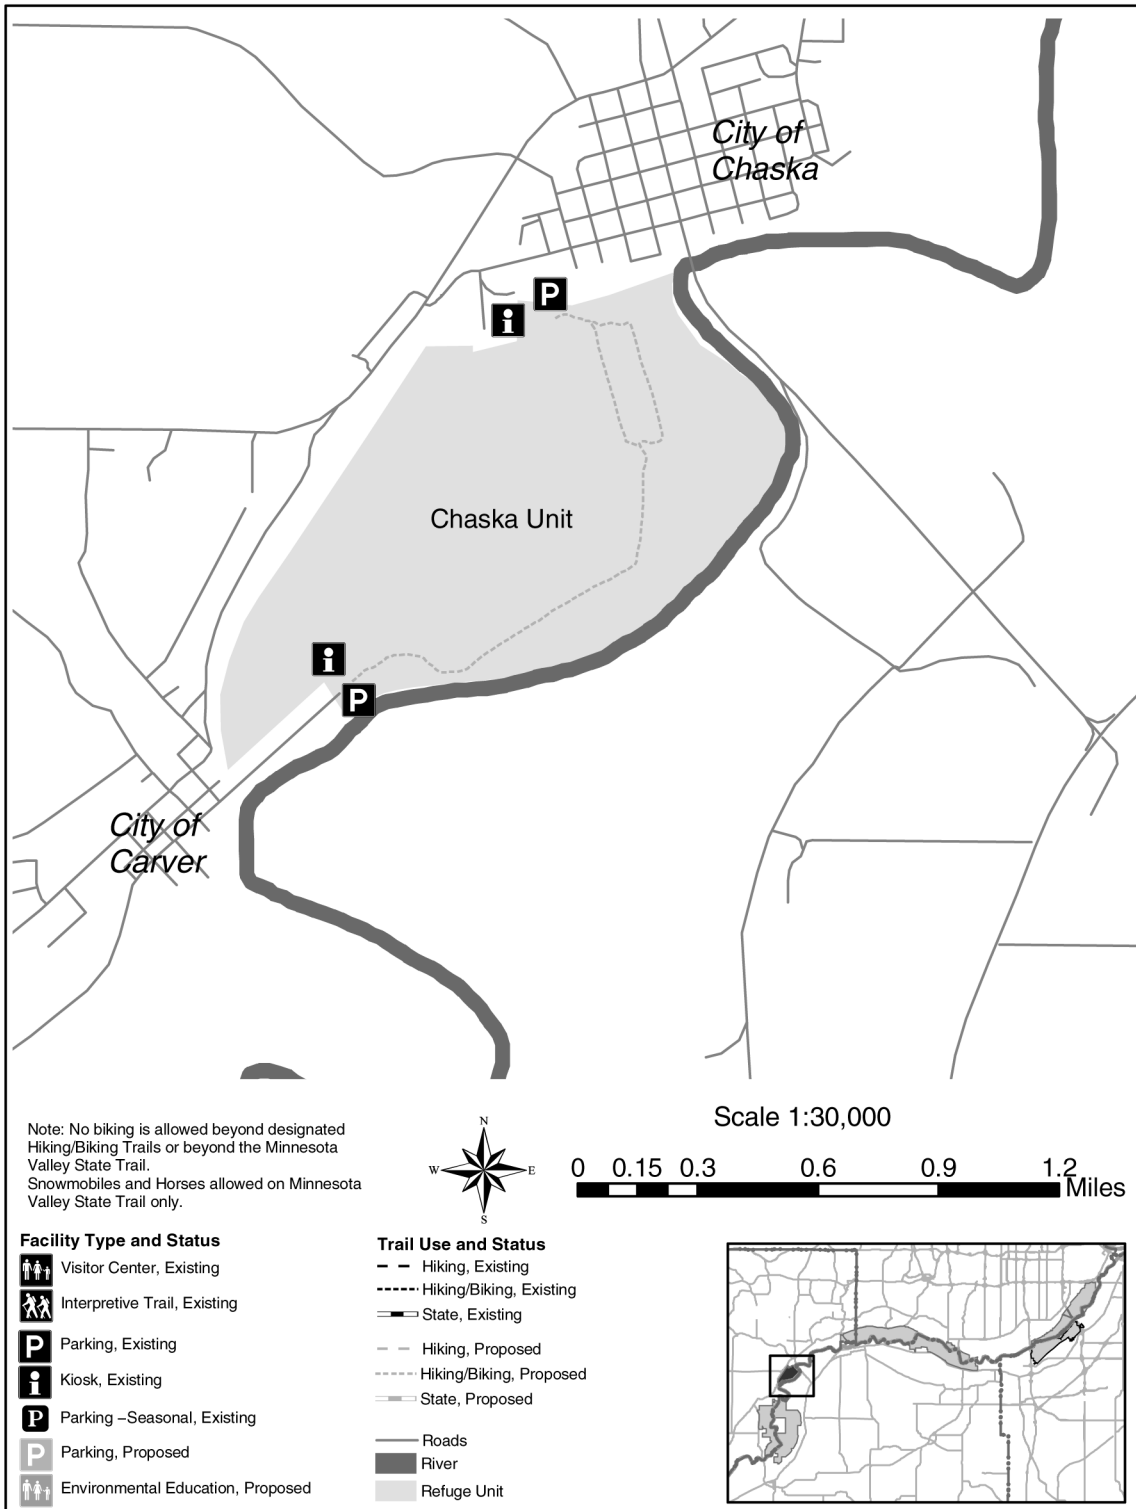 City of
Chaska
P
i
Chaska Unit
i
P
City of
Carver
Note: No biking is allowed beyond designated
Hiking/Biking Trails or beyond the Minnesota
Valley State Trail.
Snowmobiles and Horses allowed on Minnesota
Valley State Trail only.
N
W E
S
Scale 1:30,000
0 0.15 0.3 0.6 0.9 1.2
Miles
Facility Type and Status
Visitor Center, Existing
Interpretive Trail, Existing
P Parking, Existing
i Kiosk, Existing
P Parking –Seasonal, Existing
P Parking, Proposed
Environmental Education, Proposed
Trail Use and Status
Hiking, Existing
Hiking/Biking, Existing
State, Existing
Hiking, Proposed
Hiking/Biking, Proposed
State, Proposed
Roads
River
Refuge Unit